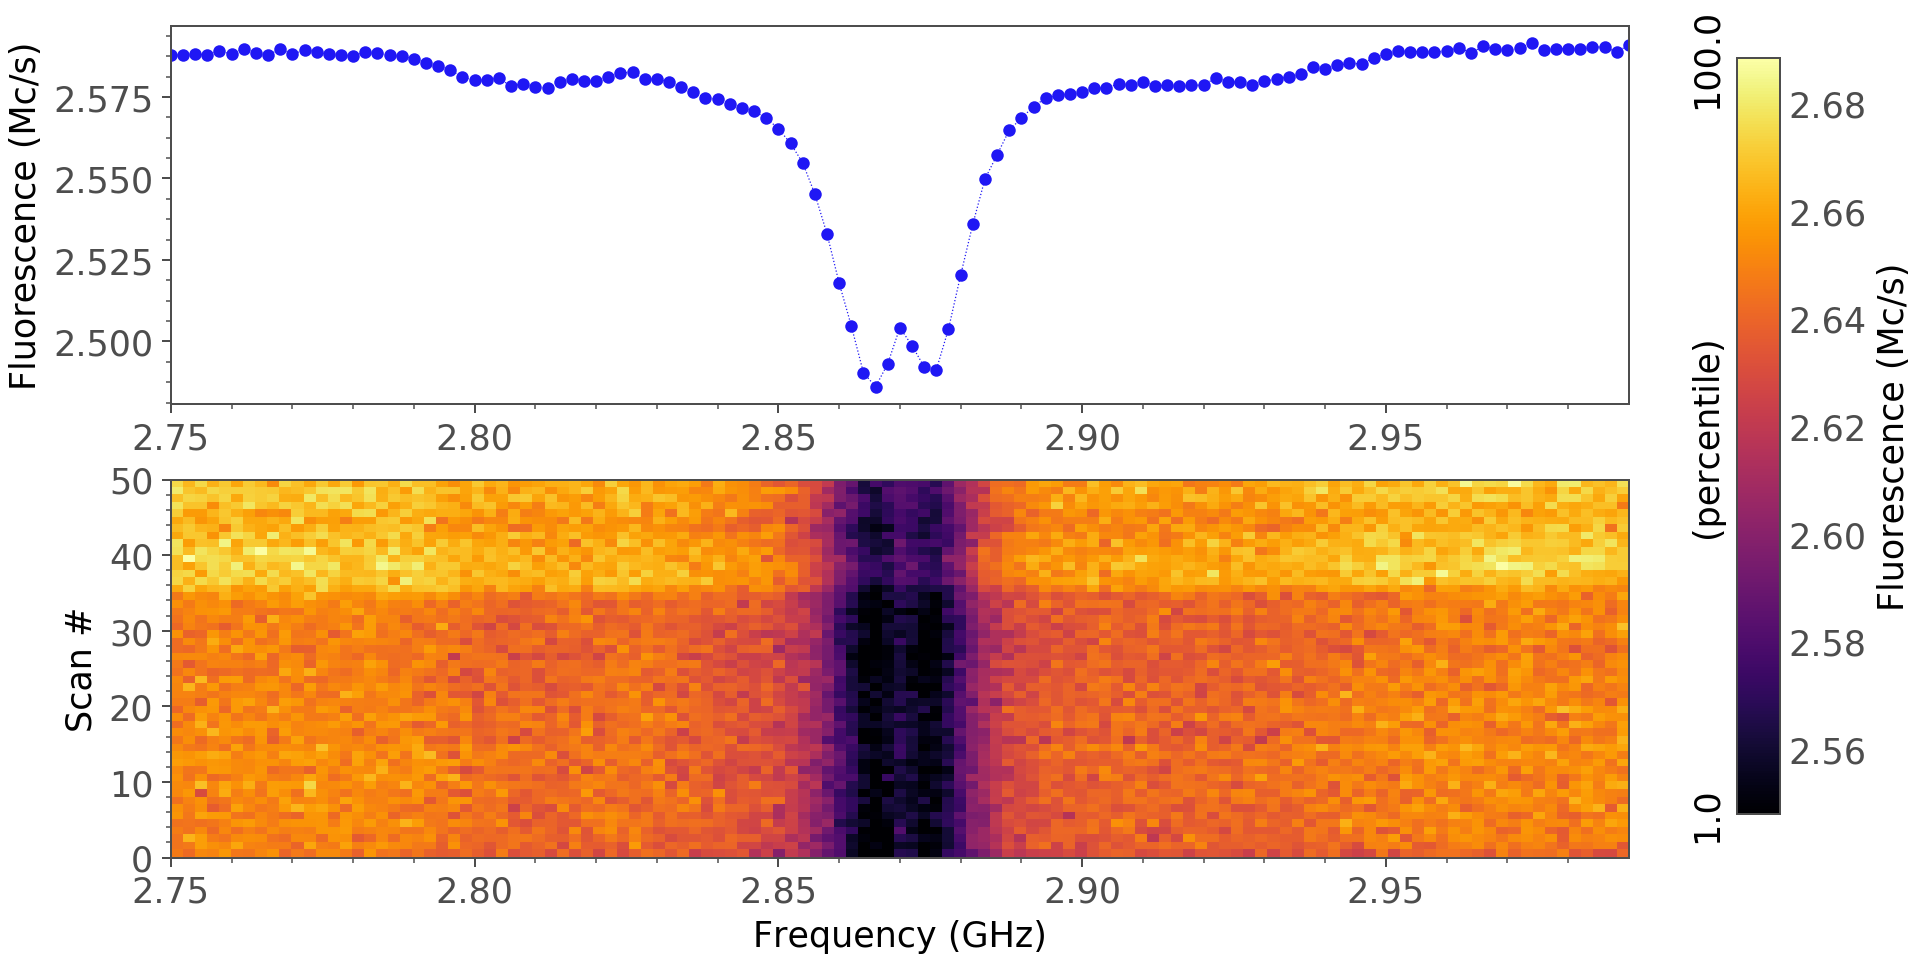 Fluorescence (Mc/s)
2.575
2.550
2.525
2.500
2.75 2.80 2.85 2.90 2.95
Scan #
50
40
30
20
10
0
2.75 2.80 2.85 2.90 2.95
Frequency (GHz)
1.0 (percentile) 100.0
2.68
2.66
2.64
2.62
2.60
2.58
2.56
Fluorescence (Mc/s)